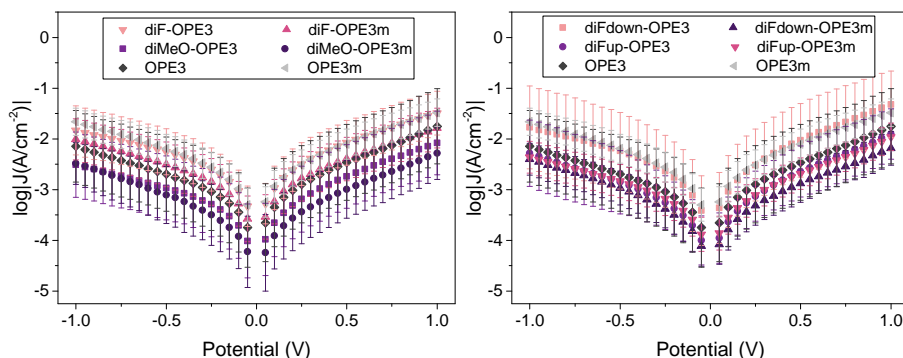 diF-OPE3 diF-OPE3m
diMeO-OPE3 diMeO-OPE3m
OPE3 OPE3m
0
-1
-2
-3
-4
-5
log|J(A/cm-2)|
-1.0 -0.5 0.0 0.5 1.0
Potential (V)
diFdown-OPE3 diFdown-OPE3m
diFup-OPE3 diFup-OPE3m
OPE3 OPE3m
0
-1
-2
-3
-4
-5
log|J(A/cm-2)|
-1.0 -0.5 0.0 0.5 1.0
Potential (V)